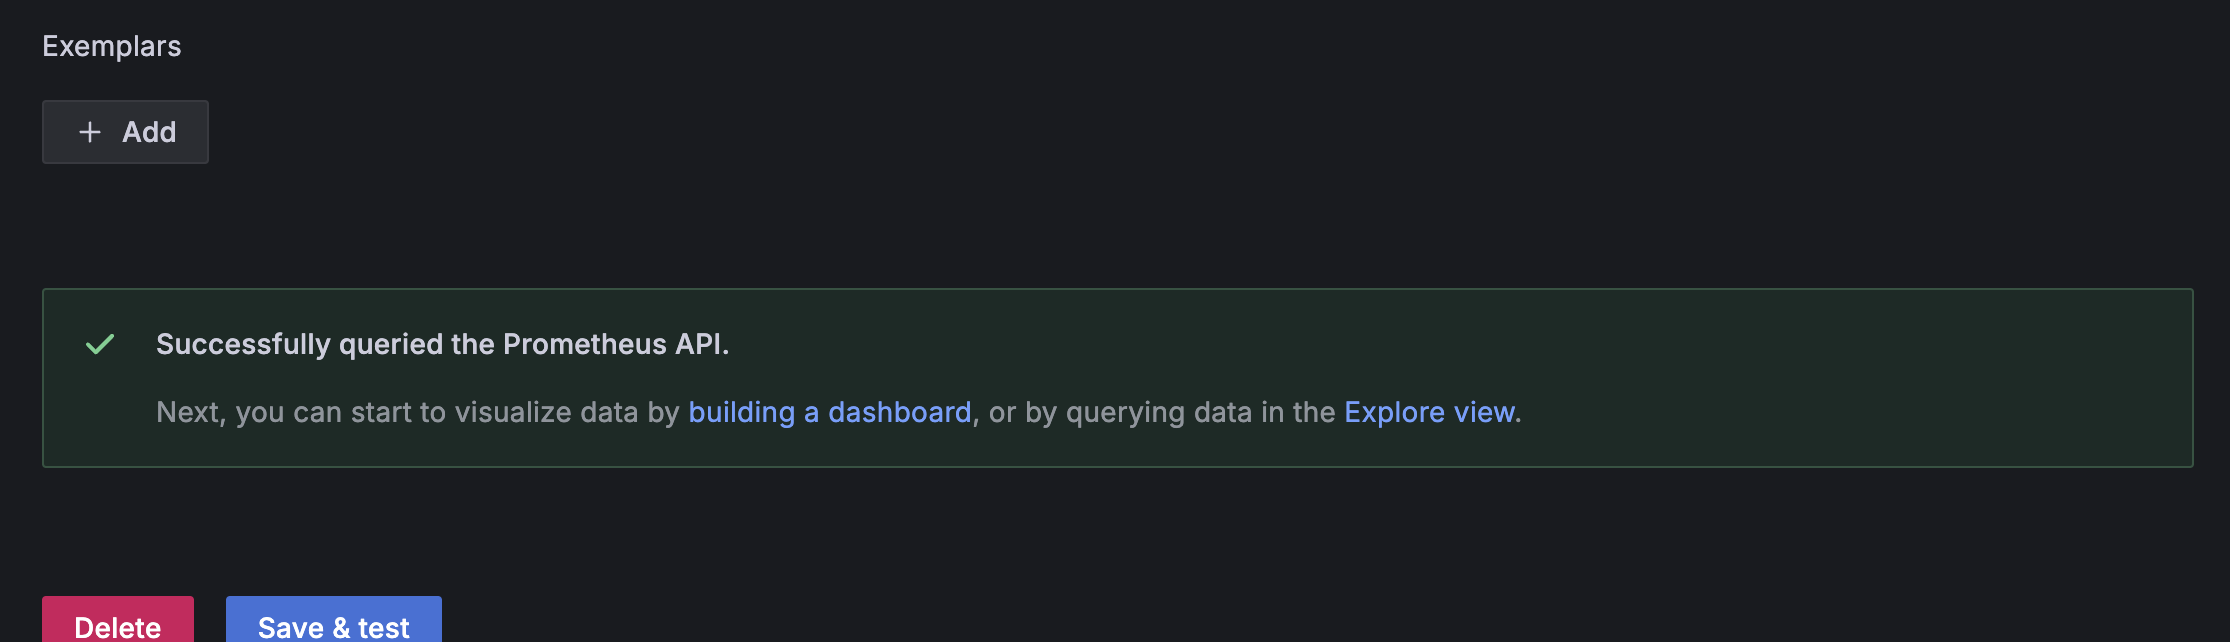 Exemplars
+ Add
Successfully queried the Prometheus API.
Next, you can start to visualize data by building a dashboard, or by querying data in the Explore view.
Delete
Save & test